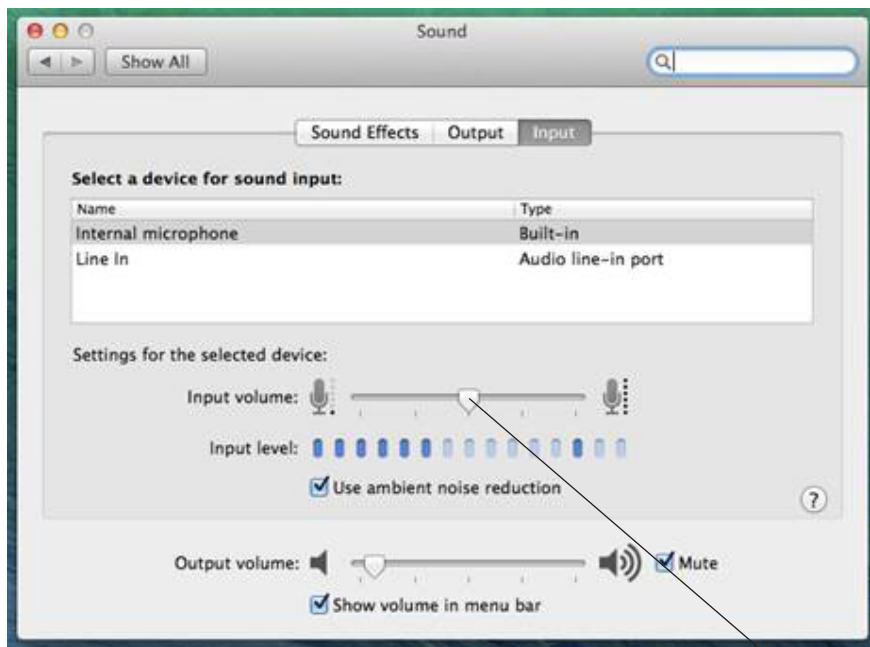 Sound
Show All
Sound Effects Output Input
Select a device for sound input:
Name Type
Internal microphone Built-in
Line In Audio line-in port
Settings for the selected device:
Input volume:
Input level:
Use ambient noise reduction
?
Output volume: Mute
Show volume in menu bar